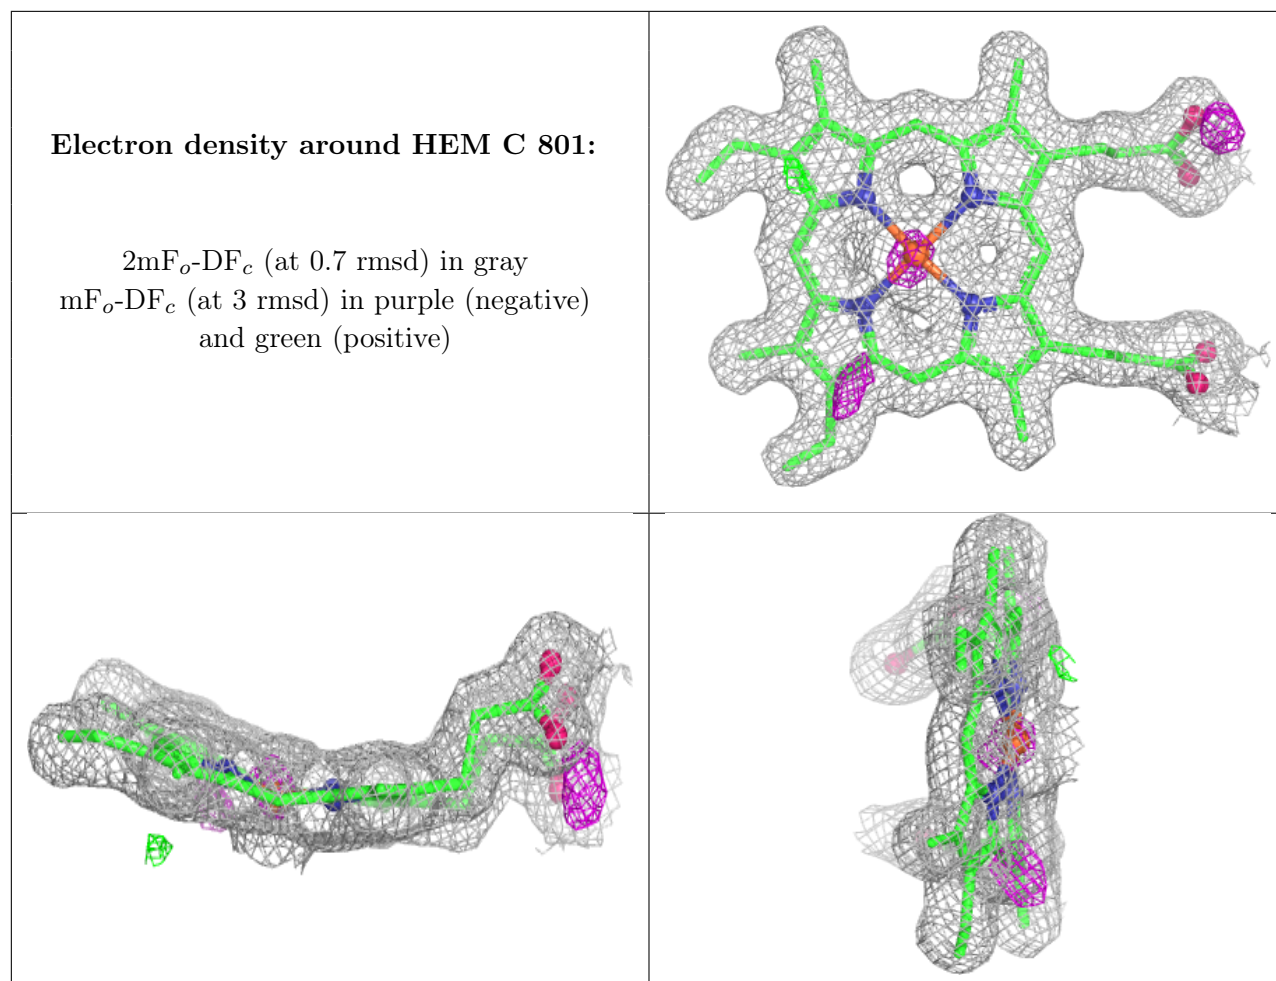 Electron density around HEM C 801:
2mFₒ-DF𝒸 (at 0.7 rmsd) in gray
mFₒ-DF𝒸 (at 3 rmsd) in purple (negative)
and green (positive)